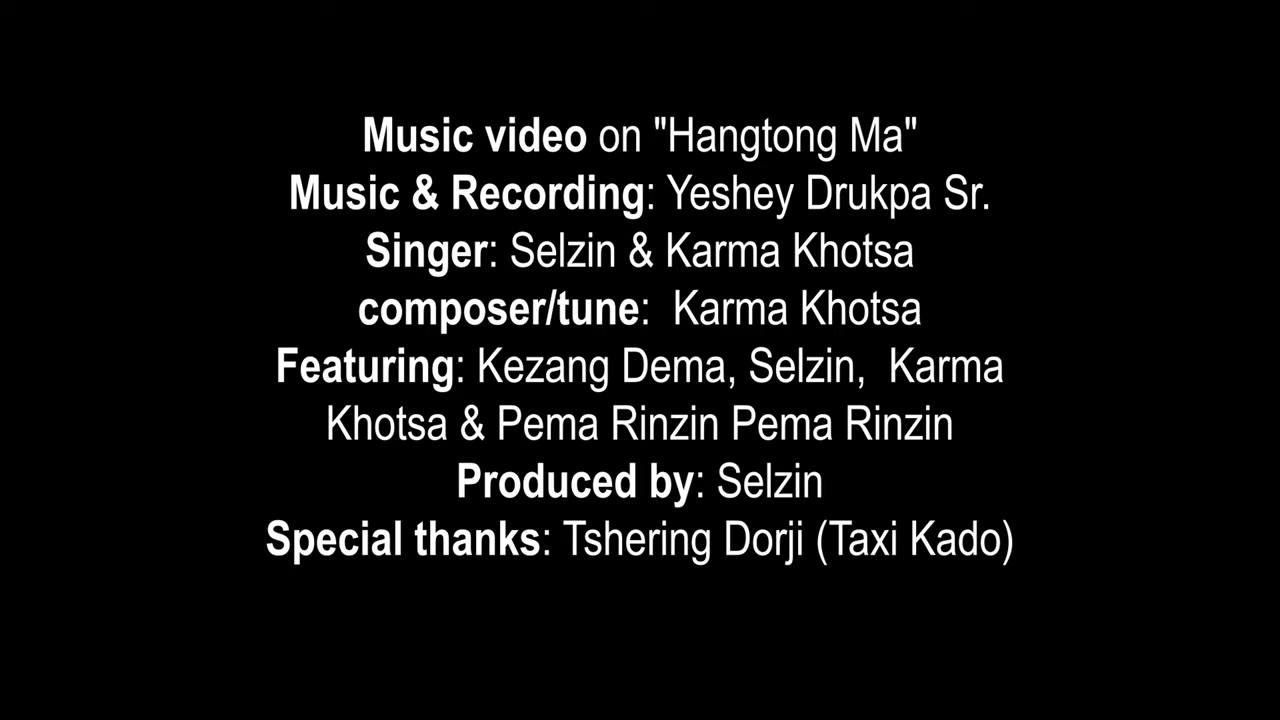 Music video on "Hangtong Ma"
Music & Recording: Yeshey Drukpa Sr.
Singer: Selzin & Karma Khotsa
composer/tune:  Karma Khotsa
Featuring: Kezang Dema, Selzin,  Karma
Khotsa & Pema Rinzin Pema Rinzin
Produced by: Selzin
Special thanks: Tshering Dorji (Taxi Kado)